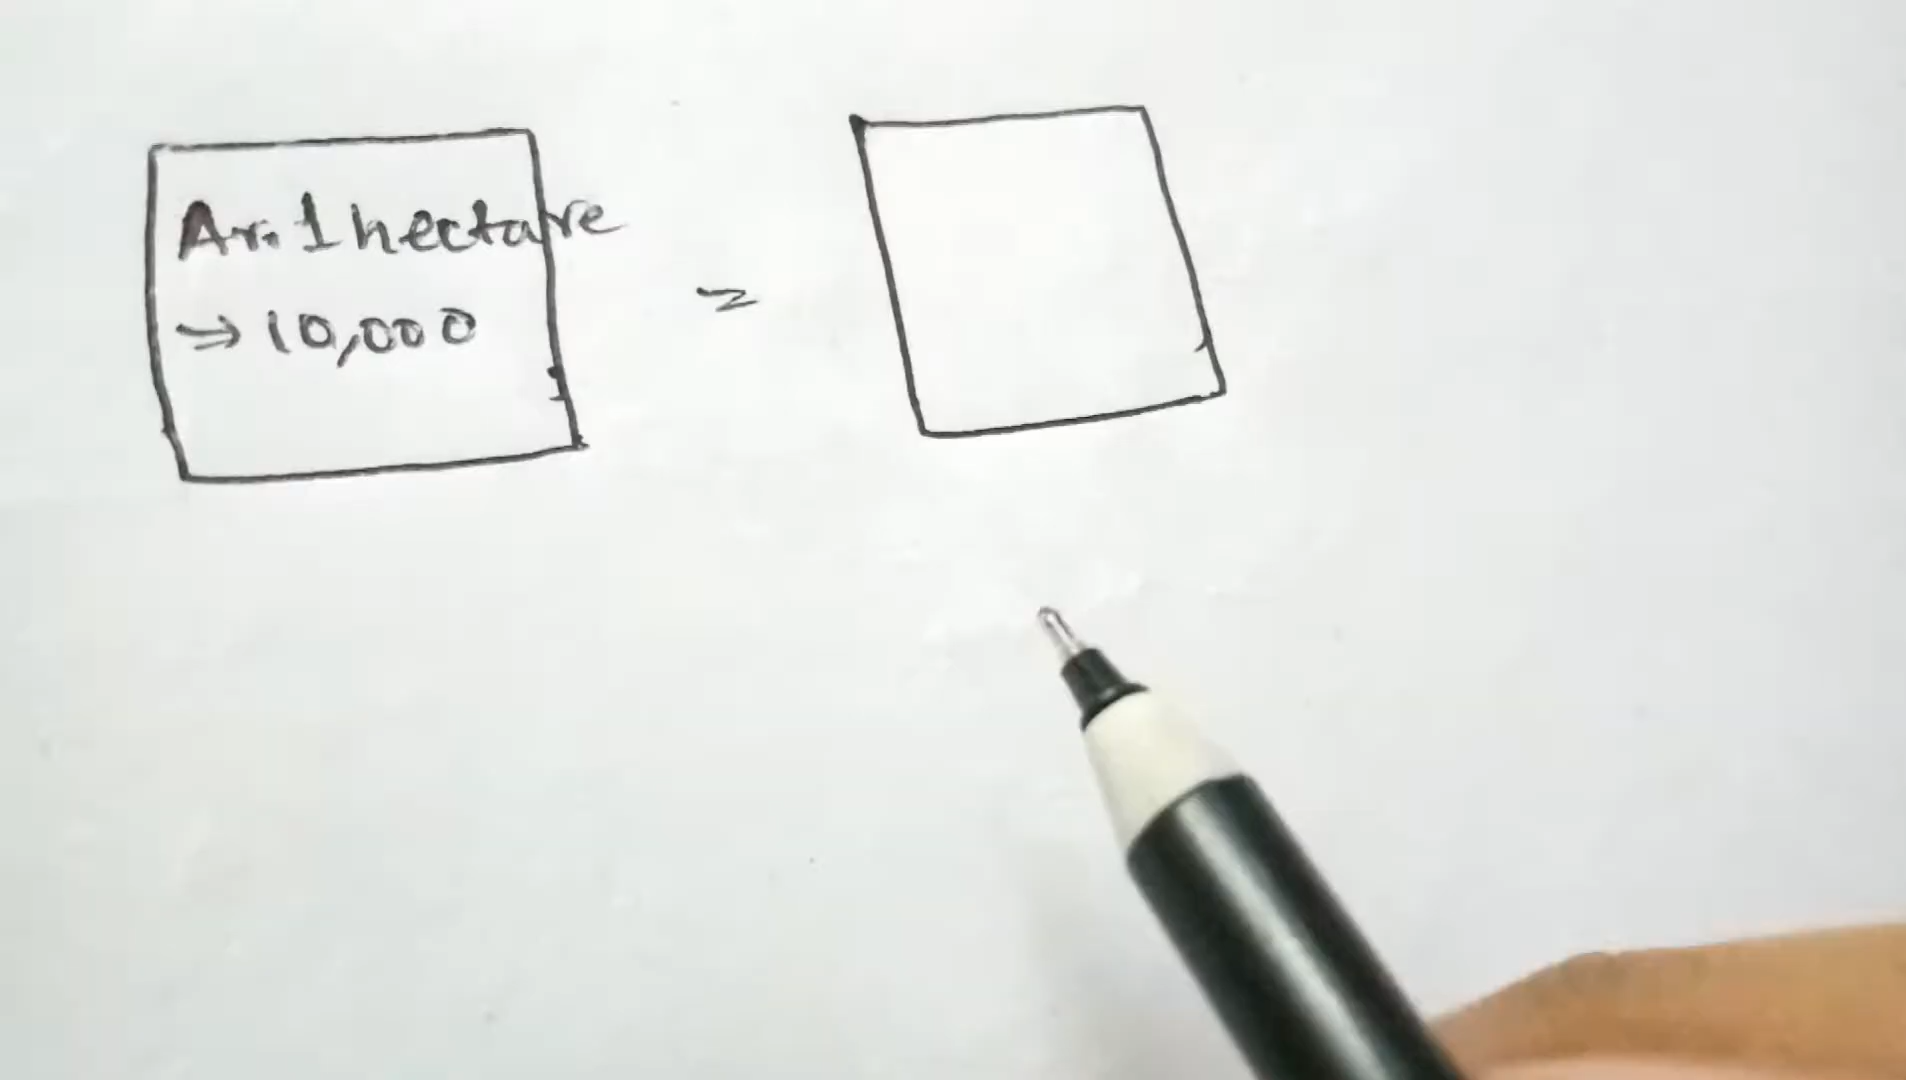 Ar. 1 hectare
→ 10,000
=